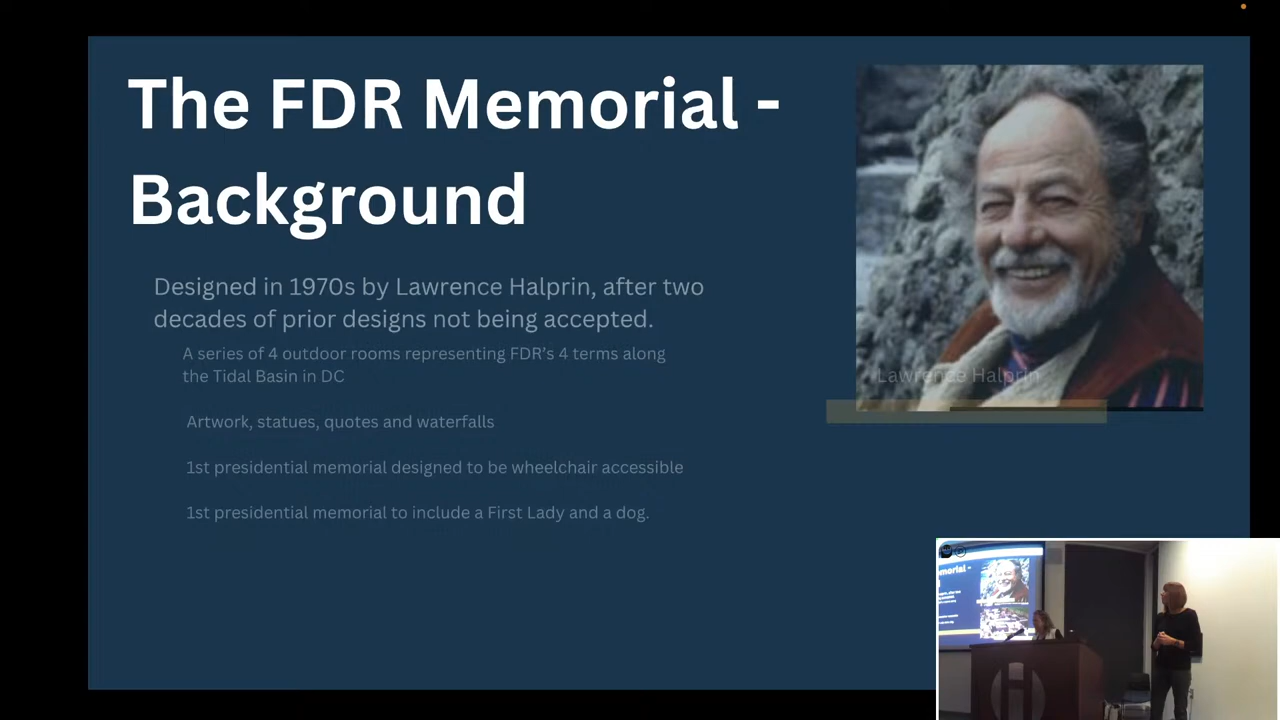 The FDR Memorial -
Background
Designed in 1970s by Lawrence Halprin, after two
decades of prior designs not being accepted.
A series of 4 outdoor rooms representing FDR’s 4 terms along
the Tidal Basin in DC
Artwork, statues, quotes and waterfalls
1st presidential memorial designed to be wheelchair accessible
1st presidential memorial to include a First Lady and a dog.
Lawrence Halprin